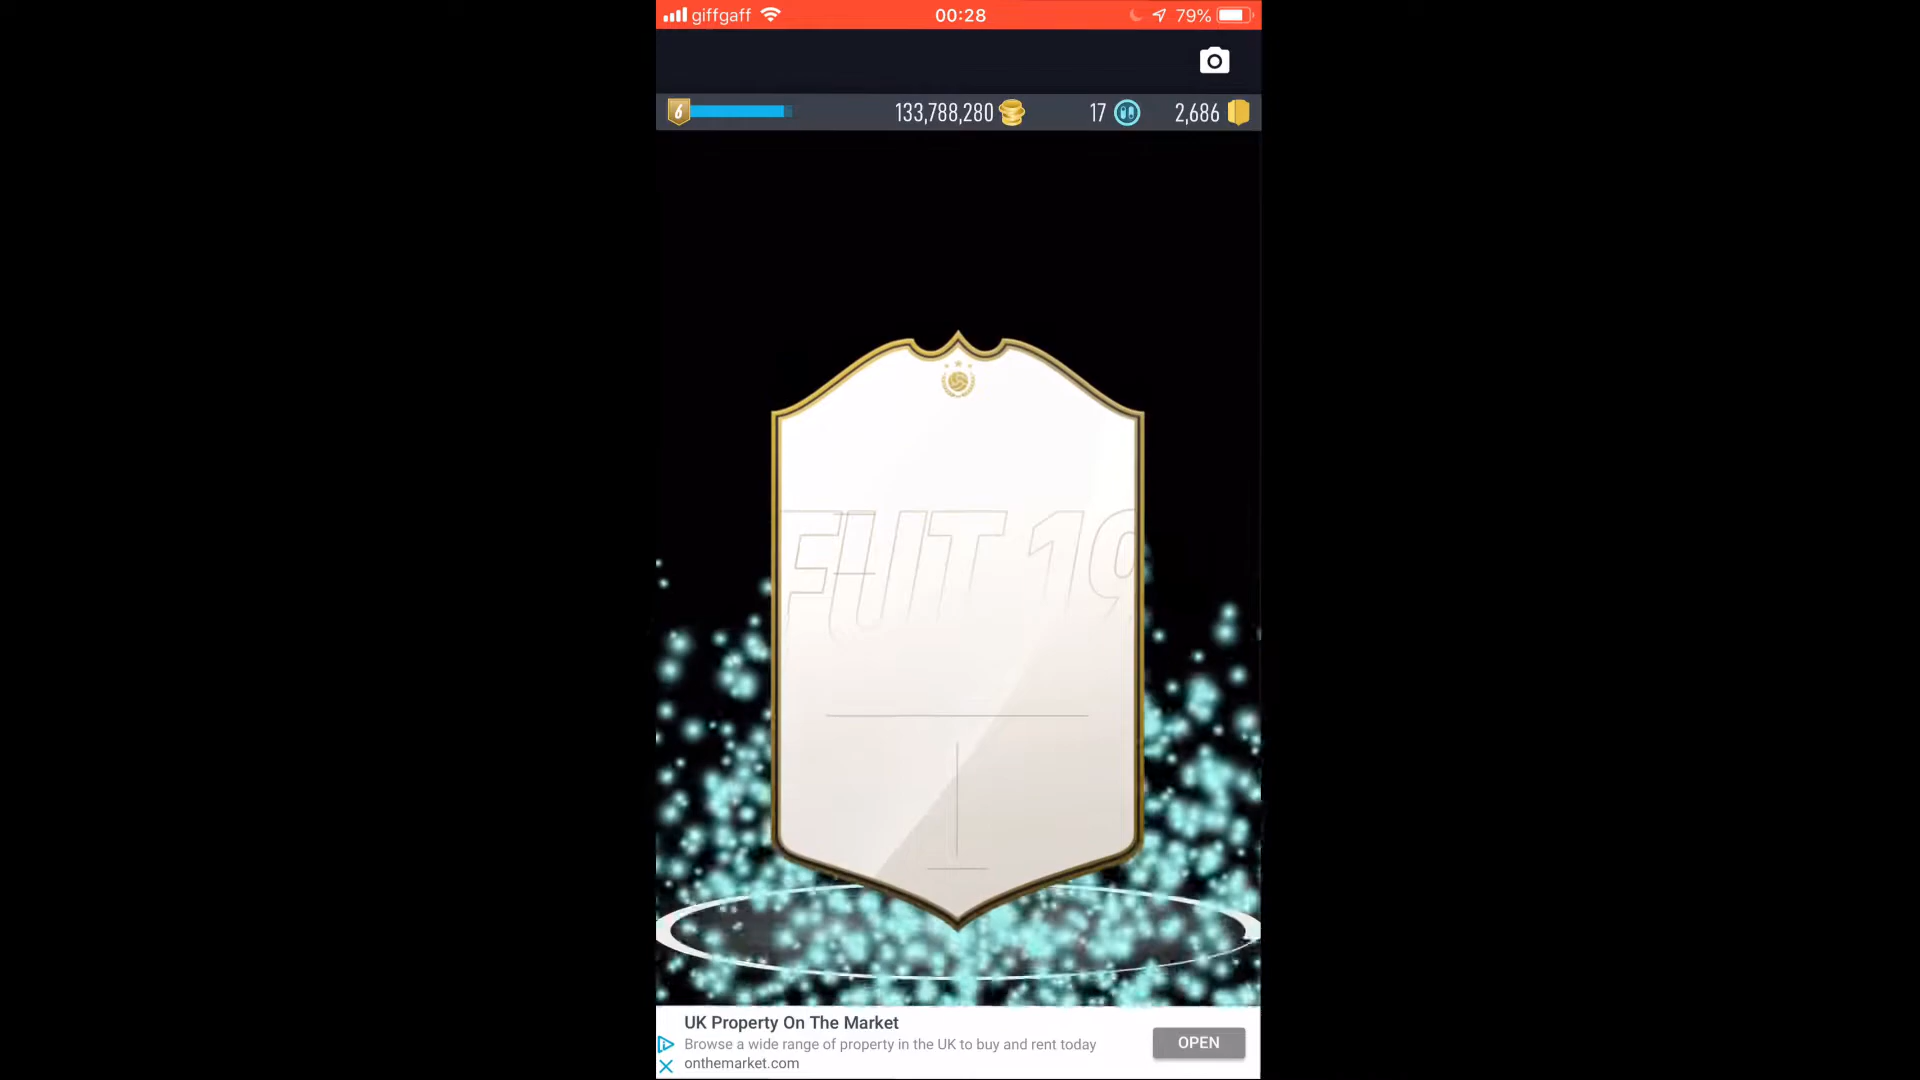 giffgaff 00:28 79%
6 133,788,280 17 2,686
FUT 19
UK Property On The Market
Browse a wide range of property in the UK to buy and rent today
onthemarket.com
OPEN